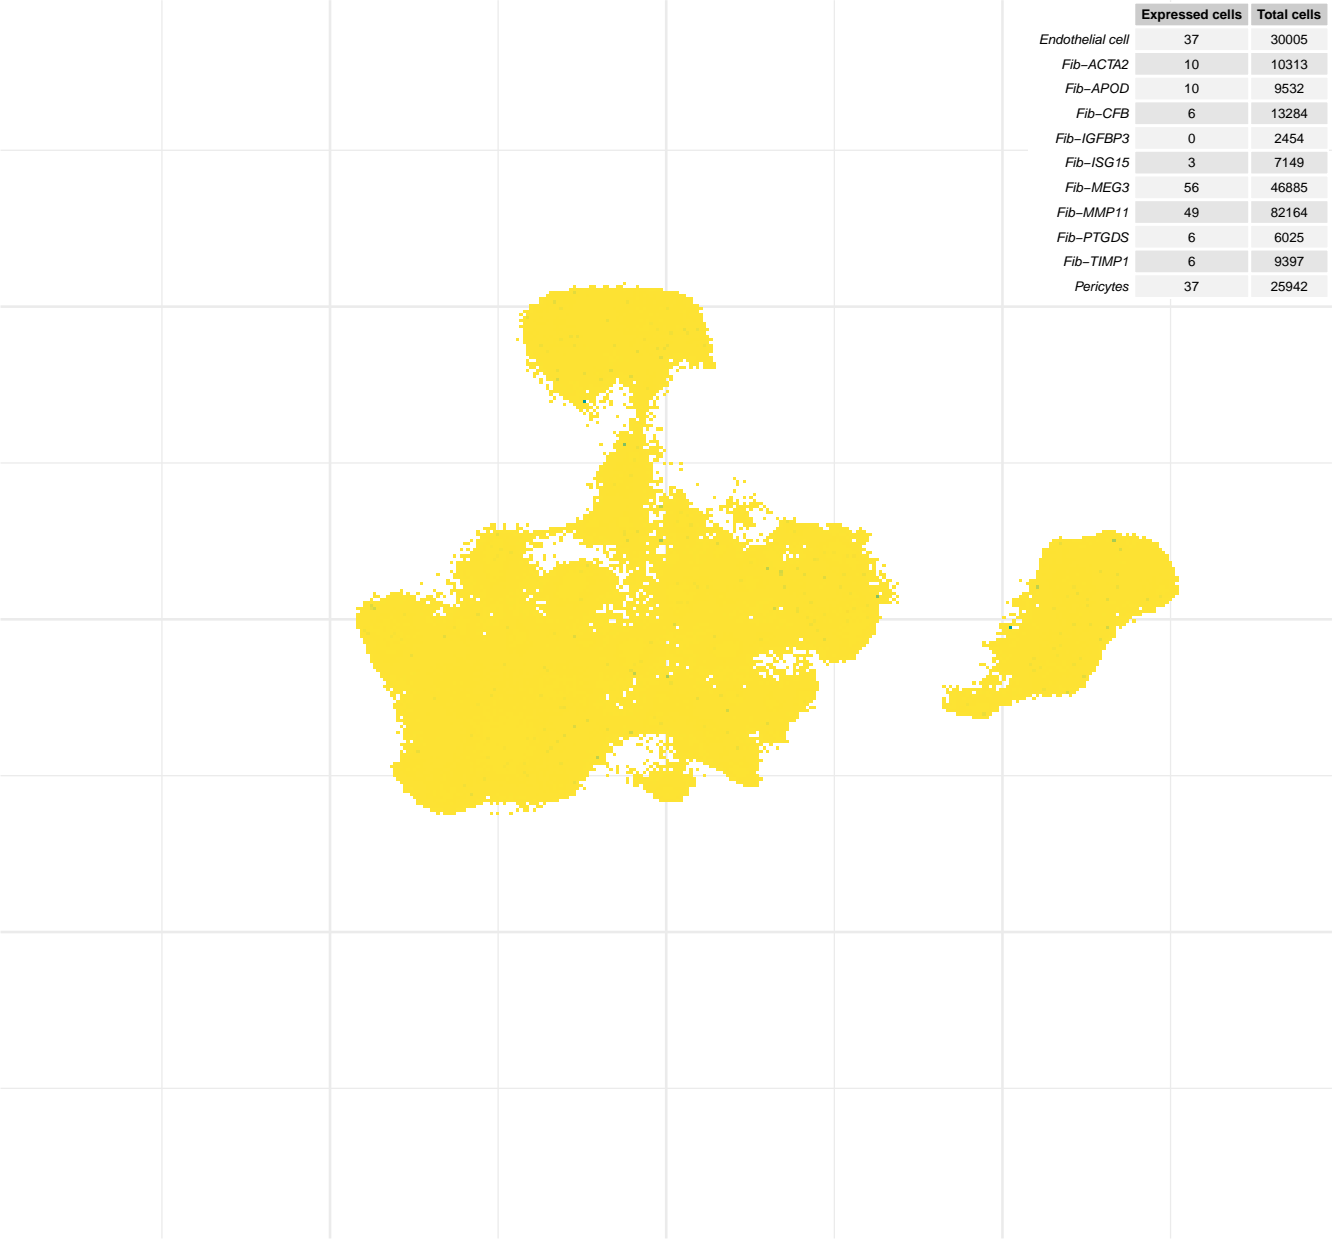 Expressed cells Total cells
Endothelial cell 37 30005
Fib−ACTA2 10 10313
Fib−APOD 10 9532
Fib−CFB 6 13284
Fib−IGFBP3 0 2454
Fib−ISG15 3 7149
Fib−MEG3 56 46885
Fib−MMP11 49 82164
Fib−PTGDS 6 6025
Fib−TIMP1 6 9397
Pericytes 37 25942